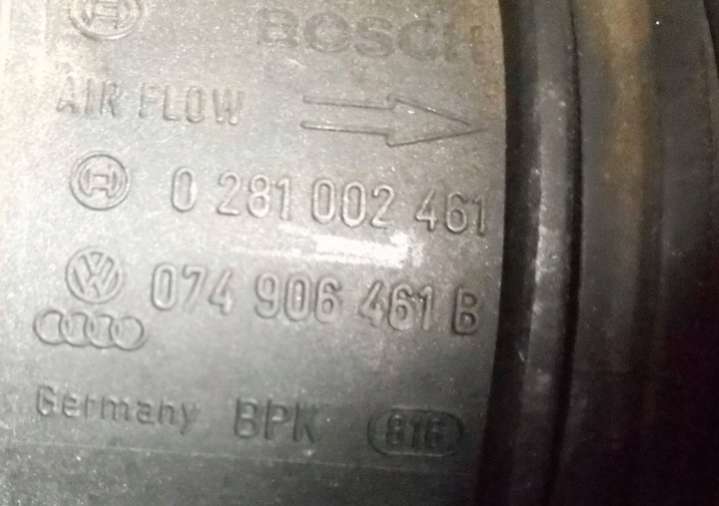 BOSCH
AIR FLOW
0 281 002 461
074 906 461 B
Germany BPK 816